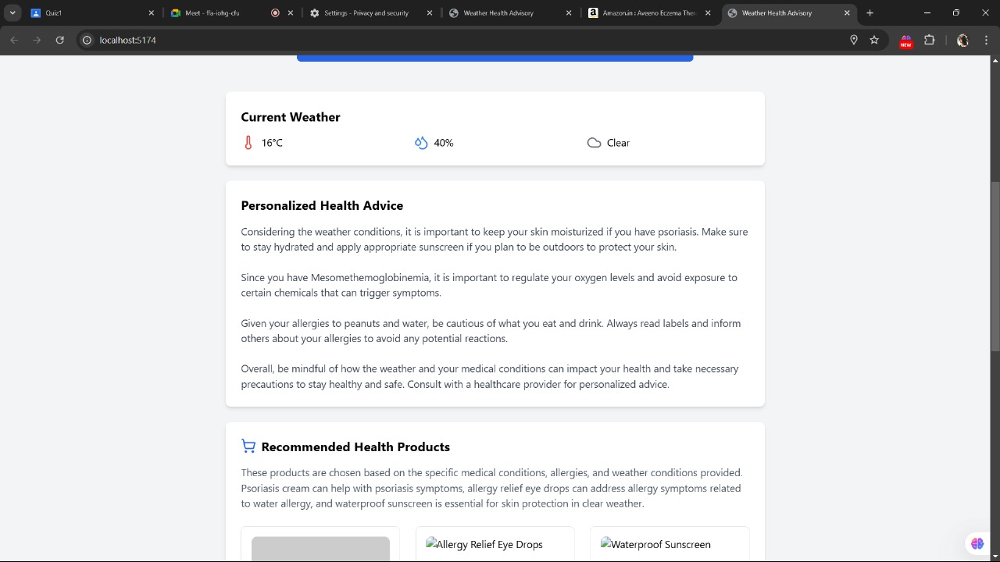 Quiz1
Meet - ffa-iohg-cfu
Settings - Privacy and security
Weather Health Advisory
Amazon.in : Aveeno Eczema Ther
Weather Health Advisory
localhost:5174
NEW
Current Weather
16°C
40%
Clear
Personalized Health Advice
Considering the weather conditions, it is important to keep your skin moisturized if you have psoriasis. Make sure
to stay hydrated and apply appropriate sunscreen if you plan to be outdoors to protect your skin.
Since you have Mesomethemoglobinemia, it is important to regulate your oxygen levels and avoid exposure to
certain chemicals that can trigger symptoms.
Given your allergies to peanuts and water, be cautious of what you eat and drink. Always read labels and inform
others about your allergies to avoid any potential reactions.
Overall, be mindful of how the weather and your medical conditions can impact your health and take necessary
precautions to stay healthy and safe. Consult with a healthcare provider for personalized advice.
Recommended Health Products
These products are chosen based on the specific medical conditions, allergies, and weather conditions provided.
Psoriasis cream can help with psoriasis symptoms, allergy relief eye drops can address allergy symptoms related
to water allergy, and waterproof sunscreen is essential for skin protection in clear weather.
Allergy Relief Eye Drops
Waterproof Sunscreen